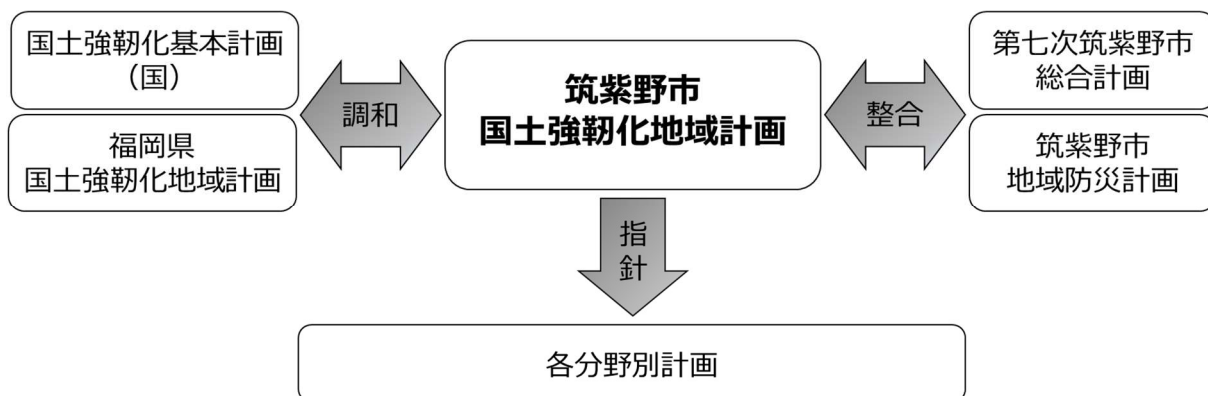 国土強靭化基本計画
(国)
福岡県
国土強靭化地域計画
調和
筑紫野市
国土強靭化地域計画
整合
第七次筑紫野市
総合計画
筑紫野市
地域防災計画
指
針
各分野別計画